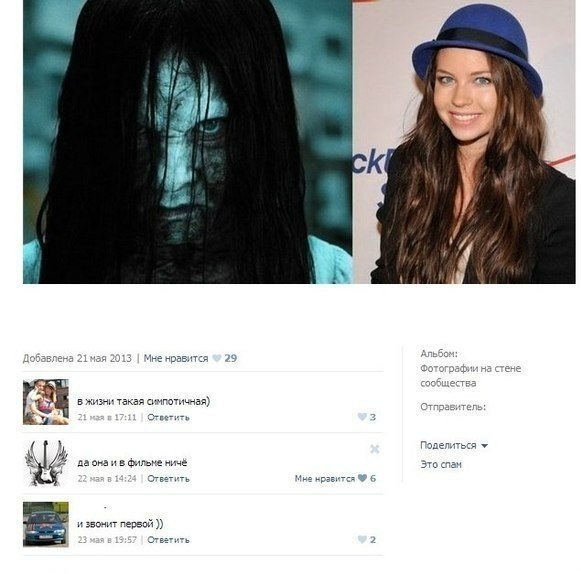 Добавлена 21 мая 2013 | Мне нравится 29
в жизни такая симпотичная)
21 мая в 17:11 | Ответить 3
да она и в фильме ничё
22 мая в 14:24 | Ответить Мне нравится 6
и звонит первой ))
23 мая в 19:57 | Ответить 2
Альбом:
Фотографии на стене
сообщества
Отправитель:
Поделиться
Это спам